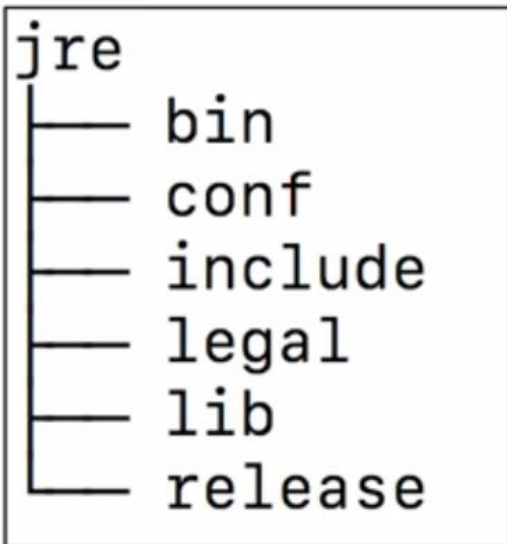 jre
bin
conf
include
legal
lib
release